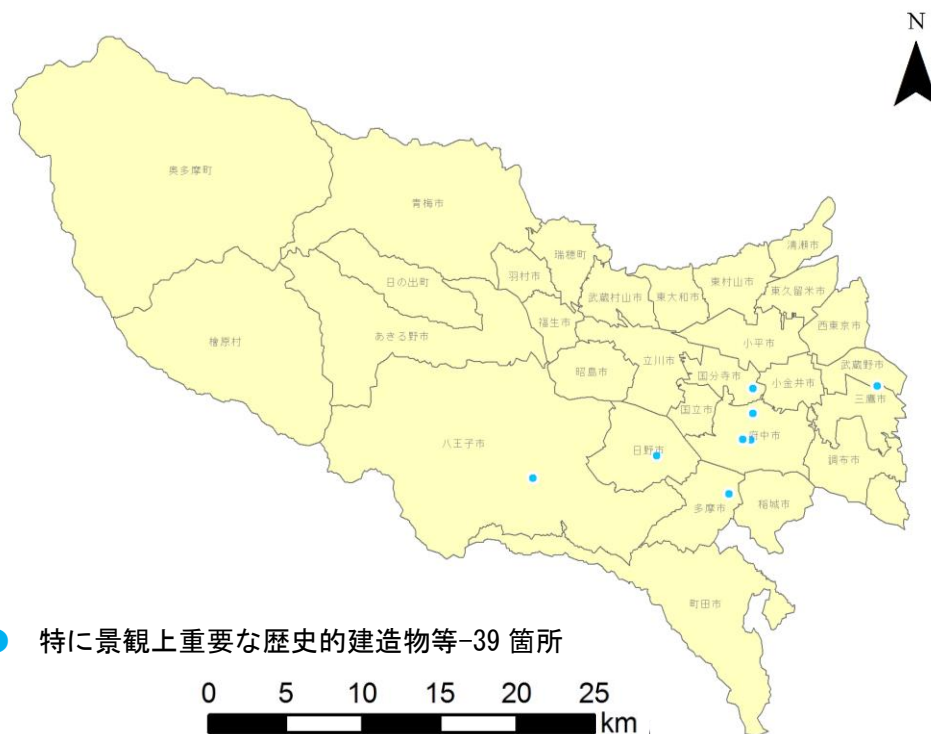 N
奥多摩町
青梅市
瑞穂町
清瀬市
羽村市
日の出町
武蔵村山市
東大和市
東村山市
東久留米市
福生市
西東京市
檜原村
あきる野市
小平市
立川市
昭島市
国分寺市
小金井市
武蔵野市
三鷹市
国立市
八王子市
府中市
日野市
調布市
多摩市
稲城市
町田市
特に景観上重要な歴史的建造物等-39 箇所
0 5 10 15 20 25
km